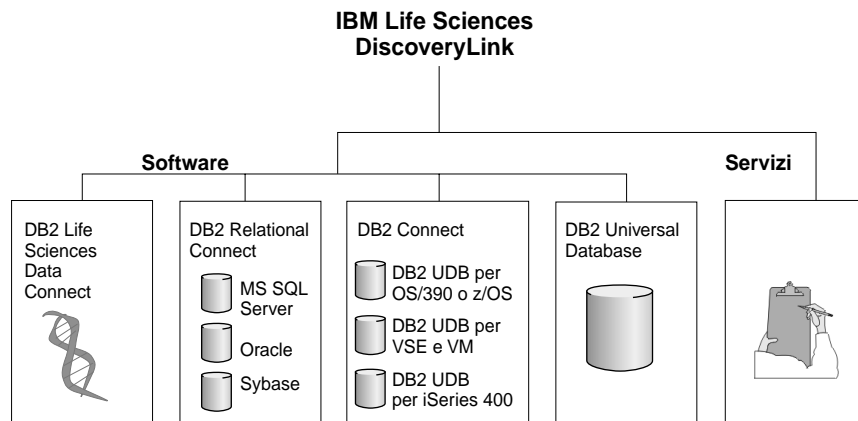 IBM Life Sciences
DiscoveryLink
Software
Servizi
DB2 Life
Sciences
Data
Connect
DB2 Relational
Connect
MS SQL
Server
Oracle
Sybase
DB2 Connect
DB2 UDB per
OS/390 o z/OS
DB2 UDB per
VSE e VM
DB2 UDB
per iSeries 400
DB2 Universal
Database